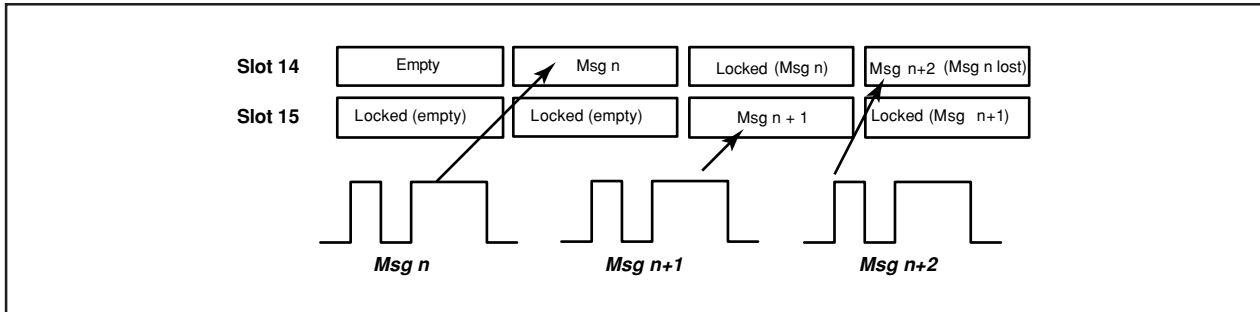 Slot 14 Empty Msg n Locked (Msg n) Msg n+2 (Msg n lost)
Slot 15 Locked (empty) Locked (empty) Msg n + 1 Locked (Msg n+1)
Msg n Msg n+1 Msg n+2